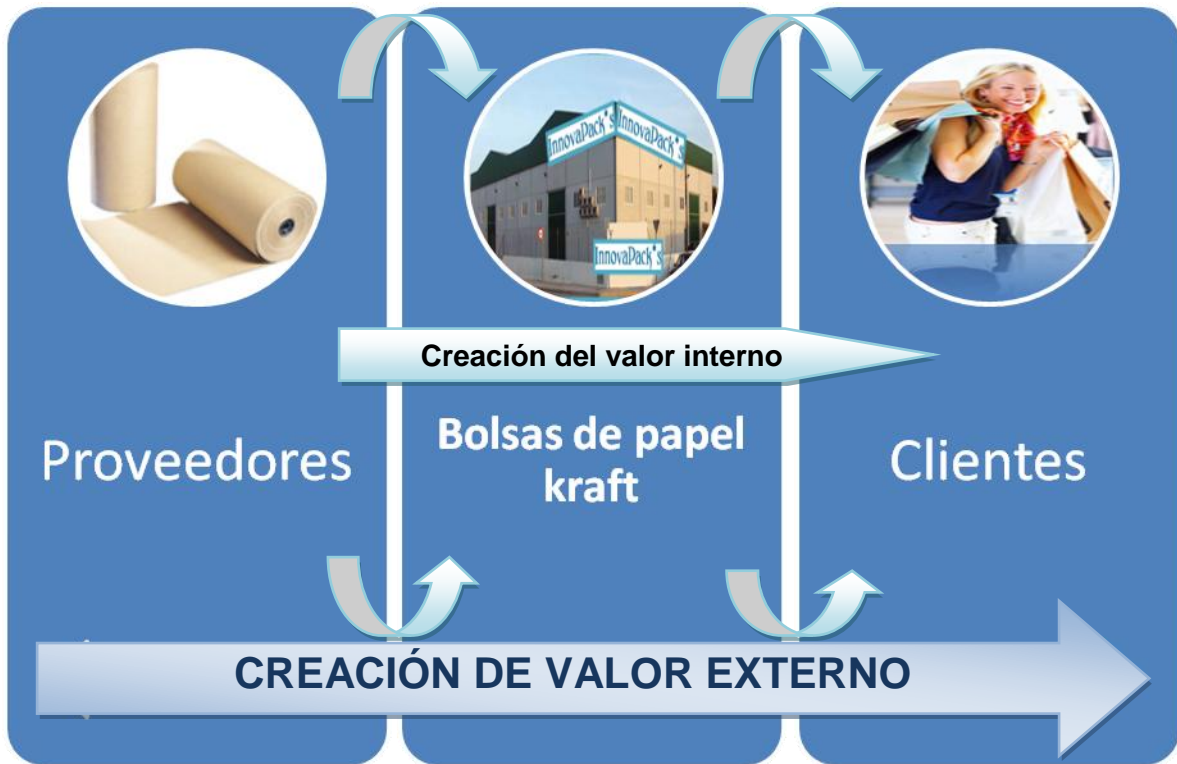 InnovaPack's InnovaPack's
InnovaPack's
Creación del valor interno
Proveedores
Bolsas de papel
kraft
Clientes
CREACIÓN DE VALOR EXTERNO